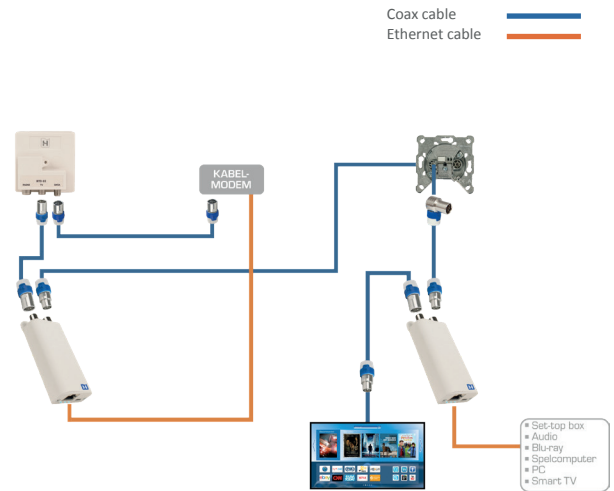 Coax cable
Ethernet cable
H
KABEL-
MODEM
Set-top box
Audio
Blu-ray
Spelcomputer
PC
Smart TV